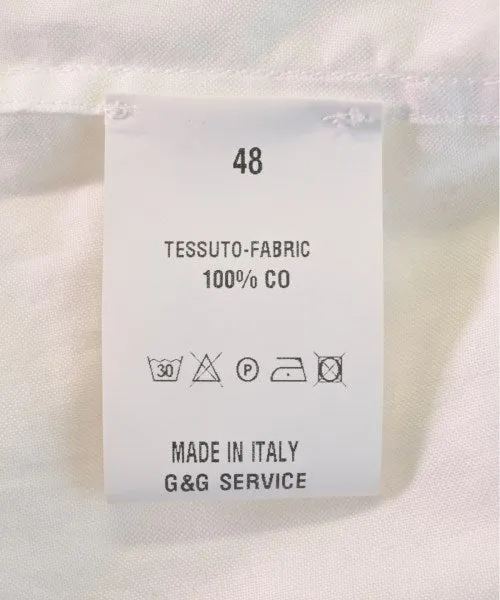 48
TESSUTO-FABRIC
100% CO
30 P
MADE IN ITALY
G&G SERVICE